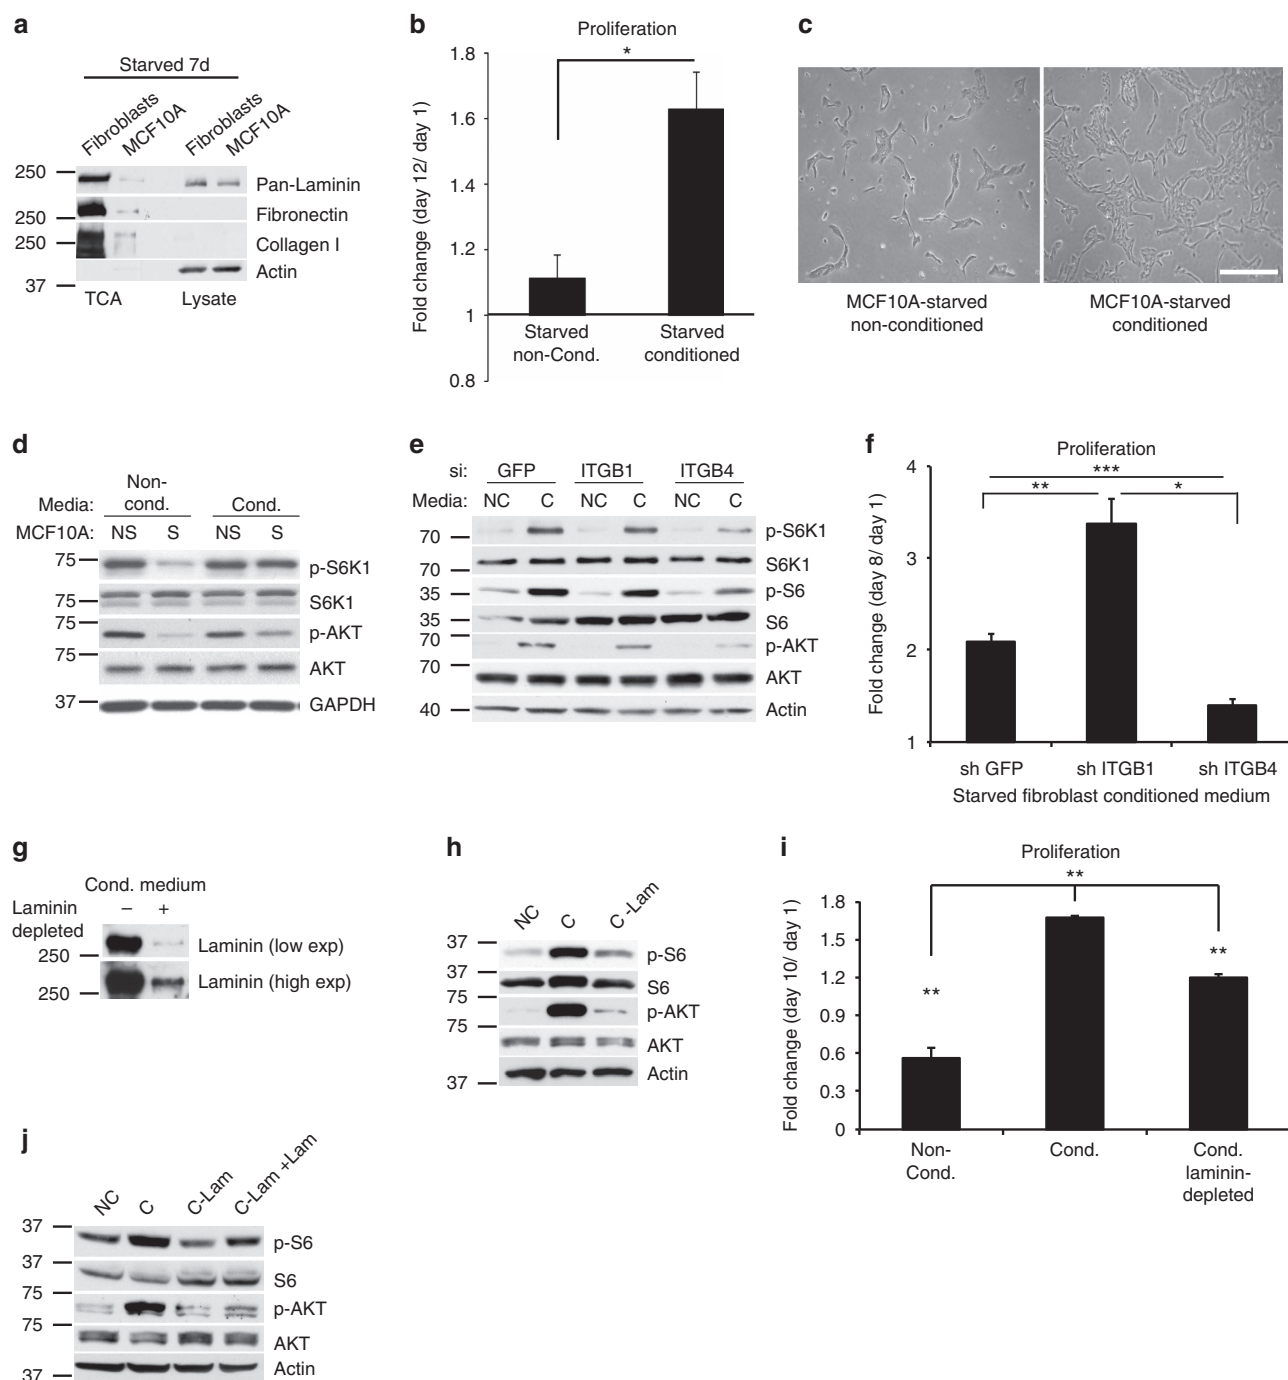 a
Starved 7d
Fibroblasts MCF10A Fibroblasts MCF10A
250 Pan-Laminin
250 Fibronectin
250 Collagen I
37 Actin
TCA Lysate
b
Proliferation
*
Fold change (day 12/ day 1)
1.8
1.6
1.4
1.2
1
0.8
Starved non-Cond.
Starved conditioned
c
MCF10A-starved non-conditioned
MCF10A-starved conditioned
d
Media: Non-cond. Cond.
MCF10A: NS S NS S
75 p-S6K1
75 S6K1
75 p-AKT
75 AKT
37 GAPDH
e
si: GFP ITGB1 ITGB4
Media: NC C NC C NC C
70 p-S6K1
70 S6K1
35 p-S6
35 S6
70 p-AKT
70 AKT
40 Actin
f
Proliferation
***
** *
Fold change (day 8/ day 1)
4
3
2
1
sh GFP sh ITGB1 sh ITGB4
Starved fibroblast conditioned medium
g
Cond. medium
Laminin depleted − +
250 Laminin (low exp)
250 Laminin (high exp)
h
NC C C -Lam
37 p-S6
37 S6
75 p-AKT
75 AKT
37 Actin
i
Proliferation
**
Fold change (day 10/ day 1)
1.8
1.5
1.2
0.9
0.6
0.3
0
** **
Non-Cond.
Cond.
Cond. laminin-depleted
j
NC C C-Lam C-Lam +Lam
37 p-S6
37 S6
75 p-AKT
75 AKT
37 Actin